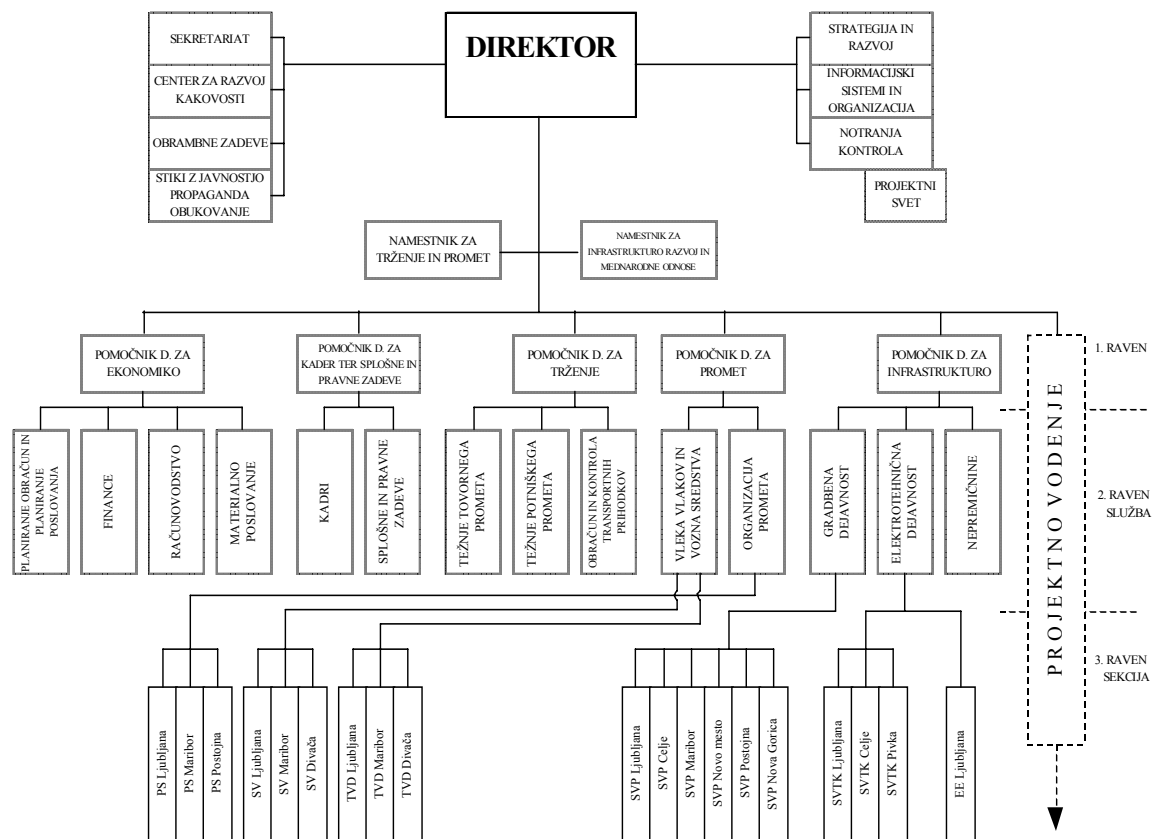 DIREKTOR
SEKRETARIAT
CENTER ZA RAZVOJ
KAKOVOSTI
OBRAMBNE ZADEVE
STIKI Z JAVNOSTJO
PROPAGANDA
OBUKOVANJE
STRATEGIJA IN
RAZVOJ
INFORMACIJSKI
SISTEMI IN
ORGANIZACIJA
NOTRANJA
KONTROLA
PROJEKTNI
SVET
NAMESTNIK ZA
TRŽENJE IN PROMET
NAMESTNIK ZA
INFRASTRUKTURO RAZVOJ IN
MEDNARODNE ODNOSE
POMOČNIK D. ZA
EKONOMIKO
POMOČNIK D. ZA
KADER TER SPLOŠNE IN
PRAVNE ZADEVE
POMOČNIK D. ZA
TRŽENJE
POMOČNIK D. ZA
PROMET
POMOČNIK D. ZA
INFRASTRUKTURO
1. RAVEN
PLANIRANJE OBRAČUN IN
PLANIRANJE
POSLOVANJA
FINANCE
RAČUNOVODSTVO
MATERIALNO
POSLOVANJE
KADRI
SPLOŠNE IN PRAVNE
ZADEVE
TEŽNJE TOVORNEGA
PROMETA
TEŽNJE POTNIŠKEGA
PROMETA
OBRAČUN IN KONTROLA
TRANSPORTNIH
PRIHODKOV
VLEKA VLAKOV IN
VOZNA SREDSTVA
ORGANIZACIJA
PROMETA
GRADBENA
DEJAVNOST
ELEKTROTEHNIČNA
DEJAVNOST
NEPREMIČNINE
PROJEKTNO VODENJE
2. RAVEN
SLUŽBA
3. RAVEN
SEKCIJA
PS Ljubljana
PS Maribor
PS Postojna
SV Ljubljana
SV Maribor
SV Divača
TVD Ljubljana
TVD Maribor
TVD Divača
SVP Ljubljana
SVP Celje
SVP Maribor
SVP Novo mesto
SVP Postojna
SVP Nova Gorica
SVTK Ljubljana
SVTK Celje
SVTK Pivka
EE Ljubljana